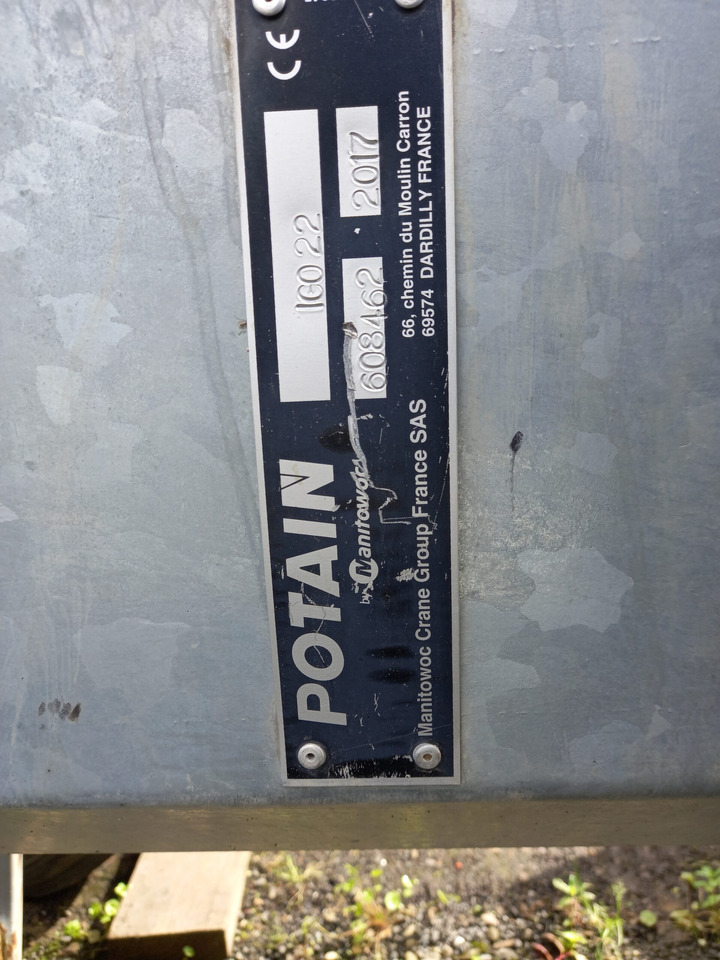 CE
IGO 22
608462 · 2017
POTAIN
by Manitowoc
Manitowoc Crane Group France SAS
66, chemin du Moulin Carron
69574 DARDILLY FRANCE